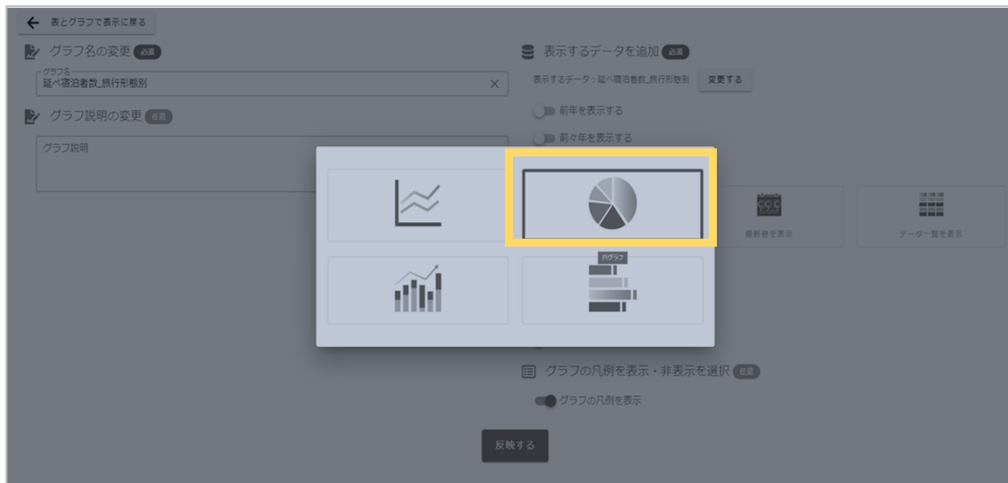 表とグラフで表示に戻る
グラフ名の変更 必須
グラフ名
延べ宿泊者数_旅行形態別
グラフ説明の変更 任意
グラフ説明
表示するデータを追加 必須
表示するデータ：延べ宿泊者数_旅行形態別 変更する
前年を表示する
前々年を表示する
最新値を表示
データ一覧を表示
円グラフ
グラフの凡例を表示・非表示を選択 任意
グラフの凡例を表示
反映する